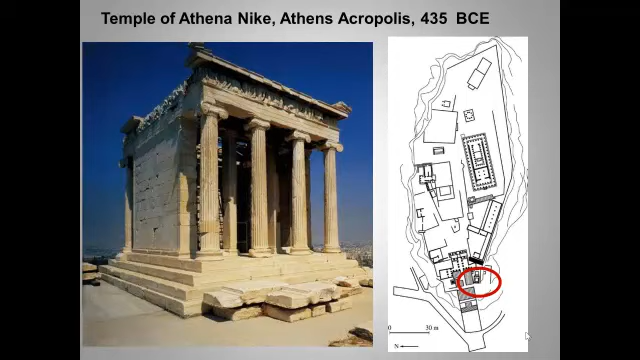 Temple of Athena Nike, Athens Acropolis, 435  BCE
0 30 m
N